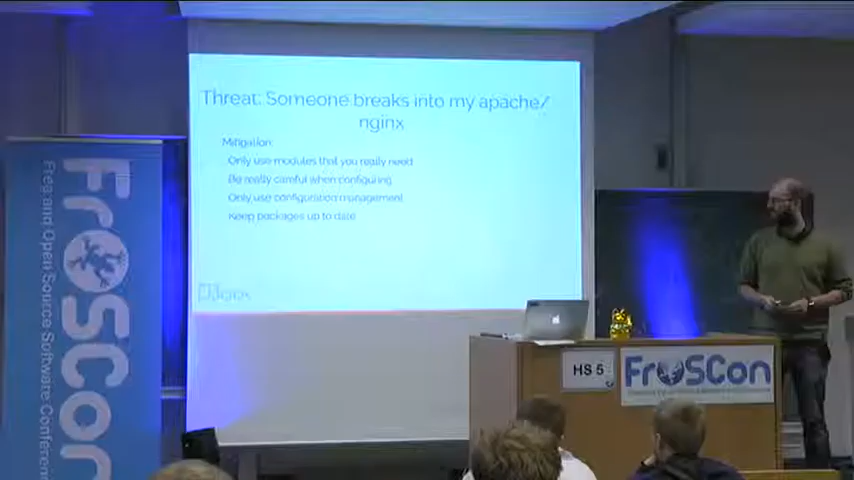 Threat: Someone breaks into my apache/
nginx
Mitigation:
Only use modules that you really need
Be really careful when configuring
Only use configuration management
Keep packages up to date
FrOSCon
Free and Open Source Software Conference
HS 5
FrOSCon